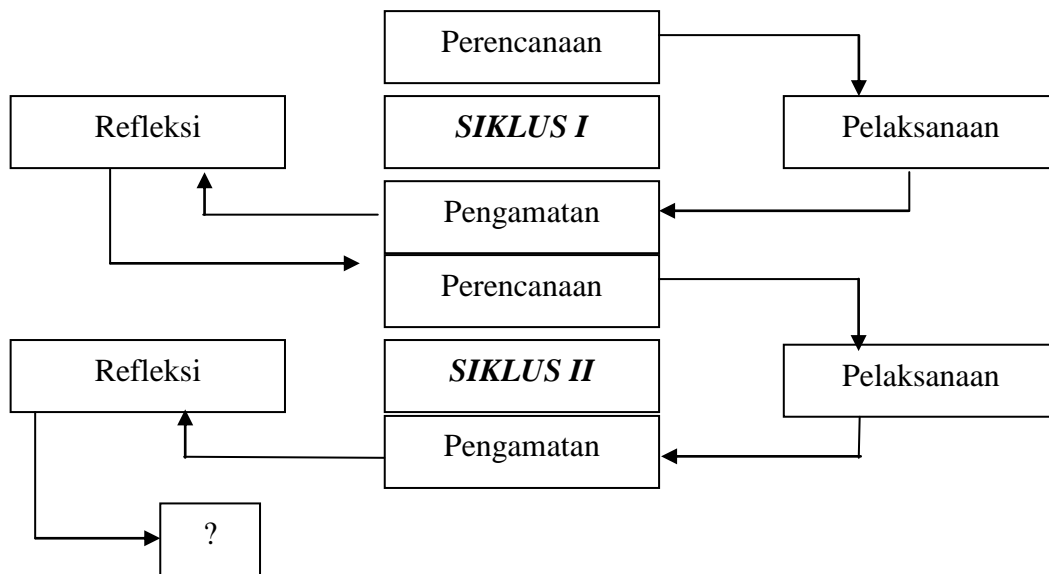 Perencanaan
Refleksi
SIKLUS I
Pelaksanaan
Pengamatan
Perencanaan
Refleksi
SIKLUS II
Pelaksanaan
Pengamatan
?